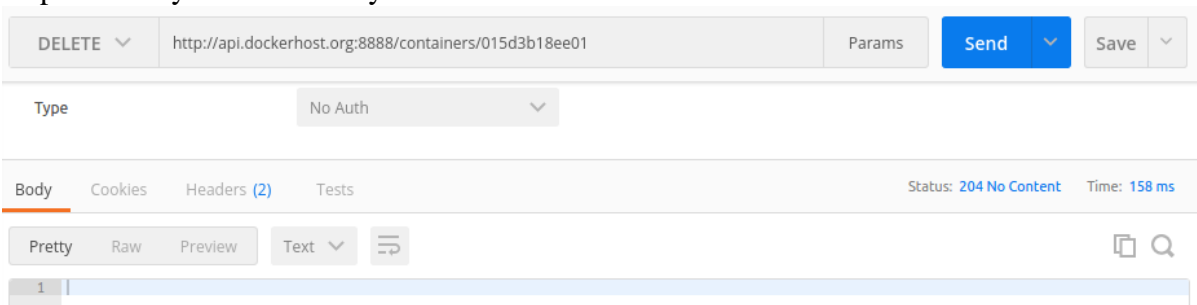 DELETE http://api.dockerhost.org:8888/containers/015d3b18ee01 Params Send Save
Type No Auth
Body Cookies Headers (2) Tests Status: 204 No Content Time: 158 ms
Pretty Raw Preview Text
1